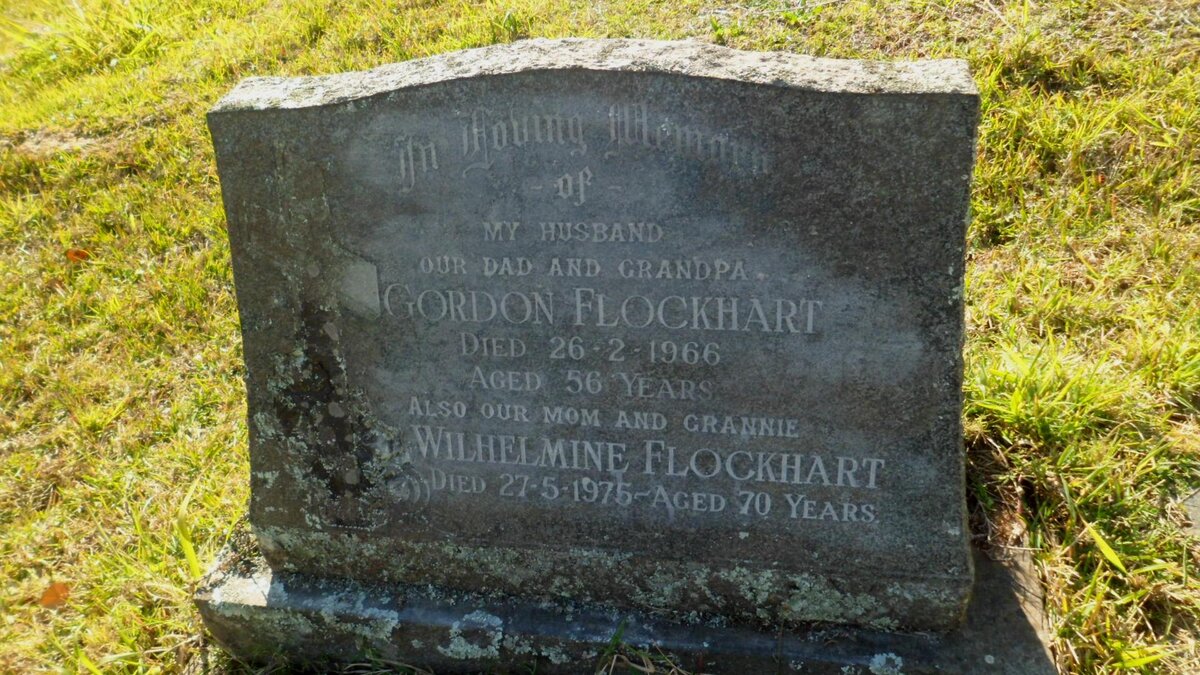 In Loving Memory
- of -
MY HUSBAND
OUR DAD AND GRANDPA
GORDON FLOCKHART
DIED 26-2-1966
AGED 56 YEARS
ALSO OUR MOM AND GRANNIE
WILHELMINE FLOCKHART
DIED 27-5-1975-AGED 70 YEARS